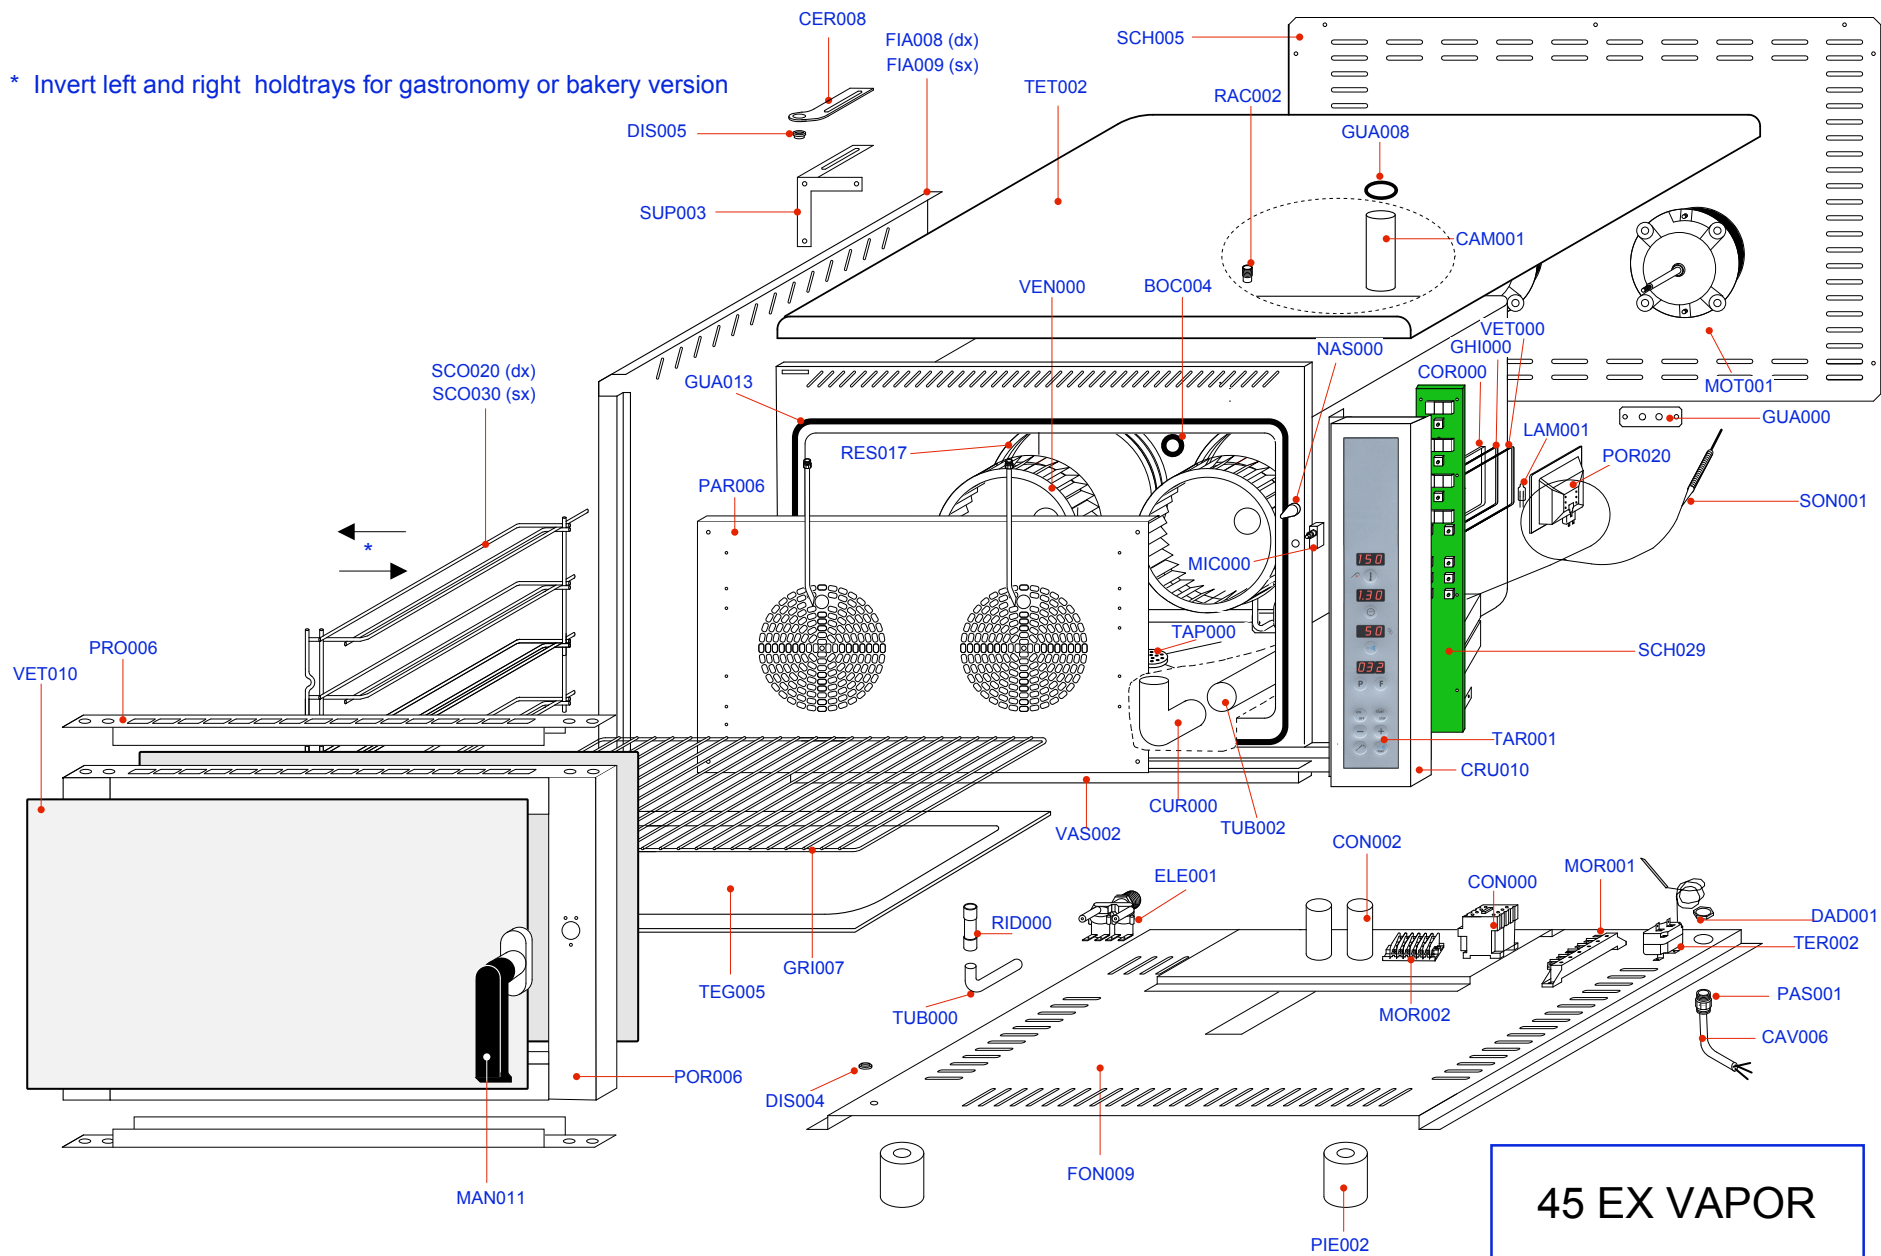 CER008
FIA008 (dx)
FIA009 (sx)
SCH005
* Invert left and right holdtrays for gastronomy or bakery version
TET002
RAC002
DIS005
GUA008
SUP003
CAM001
VEN000
BOC004
VET000
GHI000
NAS000
COR000
MOT001
SCO020 (dx)
SCO030 (sx)
GUA013
GUA000
LAM001
RES017
POR020
PAR006
SON001
*
MIC000
150
1.30
50
032
P F
TAP000
PRO006
SCH029
VET010
TAR001
CRU010
CUR000
TUB002
VAS002
CON002
ELE001
CON000
MOR001
RID000
DAD001
TER002
GRI007
TEG005
PAS001
TUB000
MOR002
CAV006
POR006
DIS004
FON009
MAN011
45 EX VAPOR
PIE002